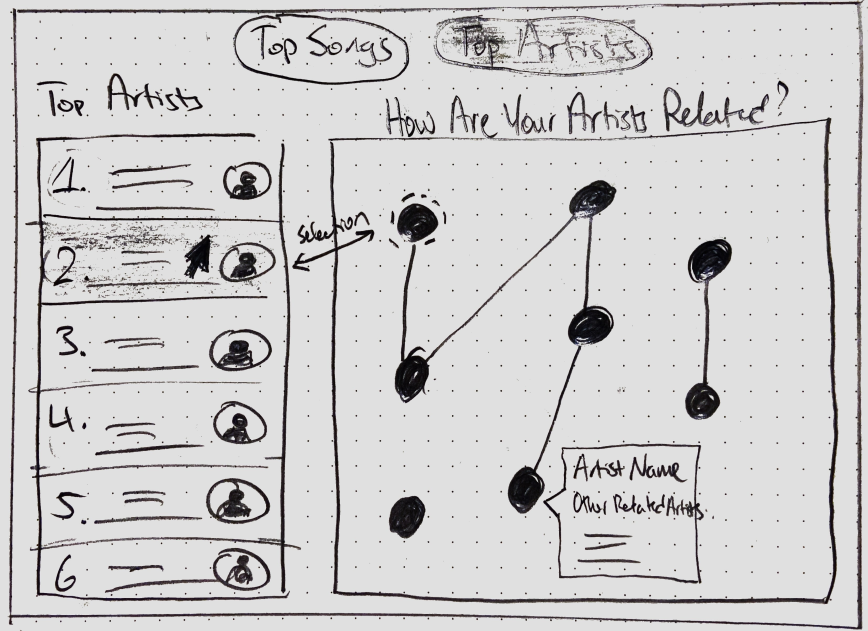 Top Songs
Top Artists
Top Artists
How Are Your Artists Related?
1.
2.
3.
4.
5.
6
selection
Artist Name
Other Related Artists